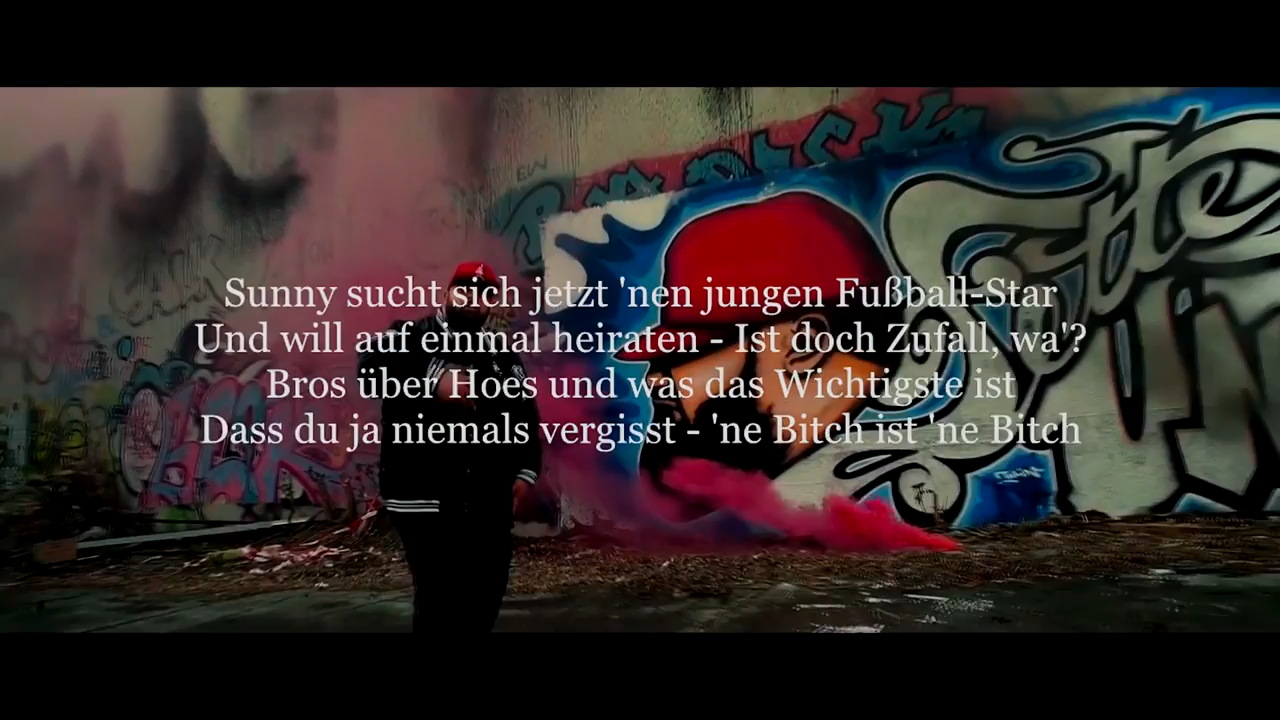 Sunny sucht sich jetzt 'nen jungen Fußball-Star
Und will auf einmal heiraten - Ist doch Zufall, wa'?
Bros über Hoes und was das Wichtigste ist
Dass du ja niemals vergisst - 'ne Bitch ist 'ne Bitch